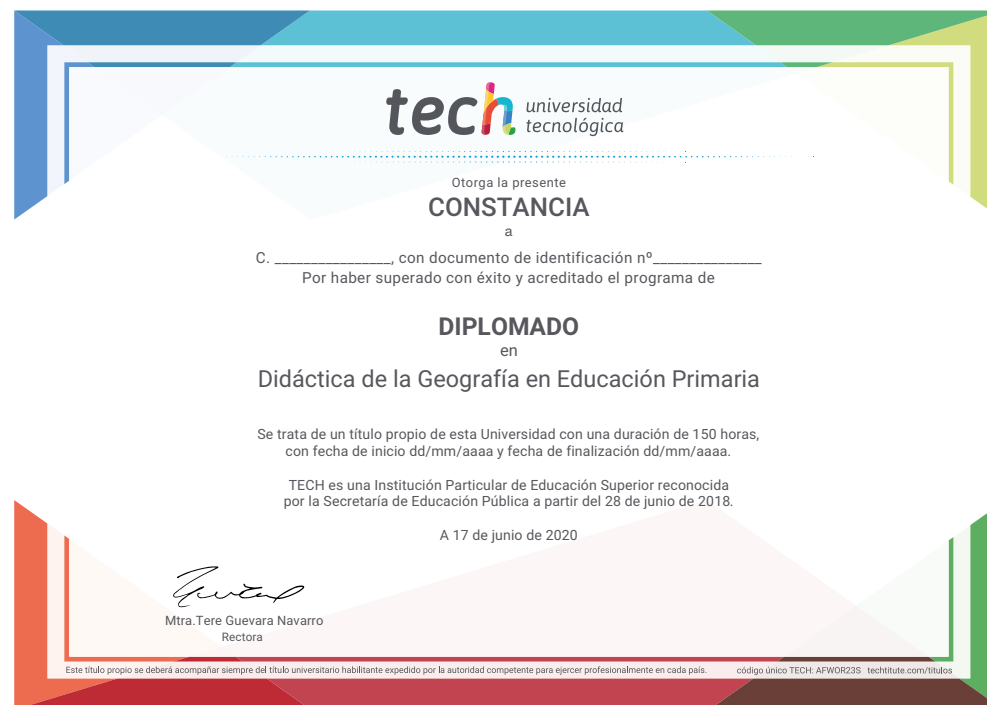 tech universidad
tecnológica
Otorga la presente
CONSTANCIA
a
C. ________________, con documento de identificación nº_______________
Por haber superado con éxito y acreditado el programa de
DIPLOMADO
en
Didáctica de la Geografía en Educación Primaria
Se trata de un título propio de esta Universidad con una duración de 150 horas,
con fecha de inicio dd/mm/aaaa y fecha de finalización dd/mm/aaaa.
TECH es una Institución Particular de Educación Superior reconocida
por la Secretaría de Educación Pública a partir del 28 de junio de 2018.
A 17 de junio de 2020
Mtra.Tere Guevara Navarro
Rectora
Este título propio se deberá acompañar siempre del título universitario habilitante expedido por la autoridad competente para ejercer profesionalmente en cada país. código único TECH: AFWOR23S techtitute.com/titulos